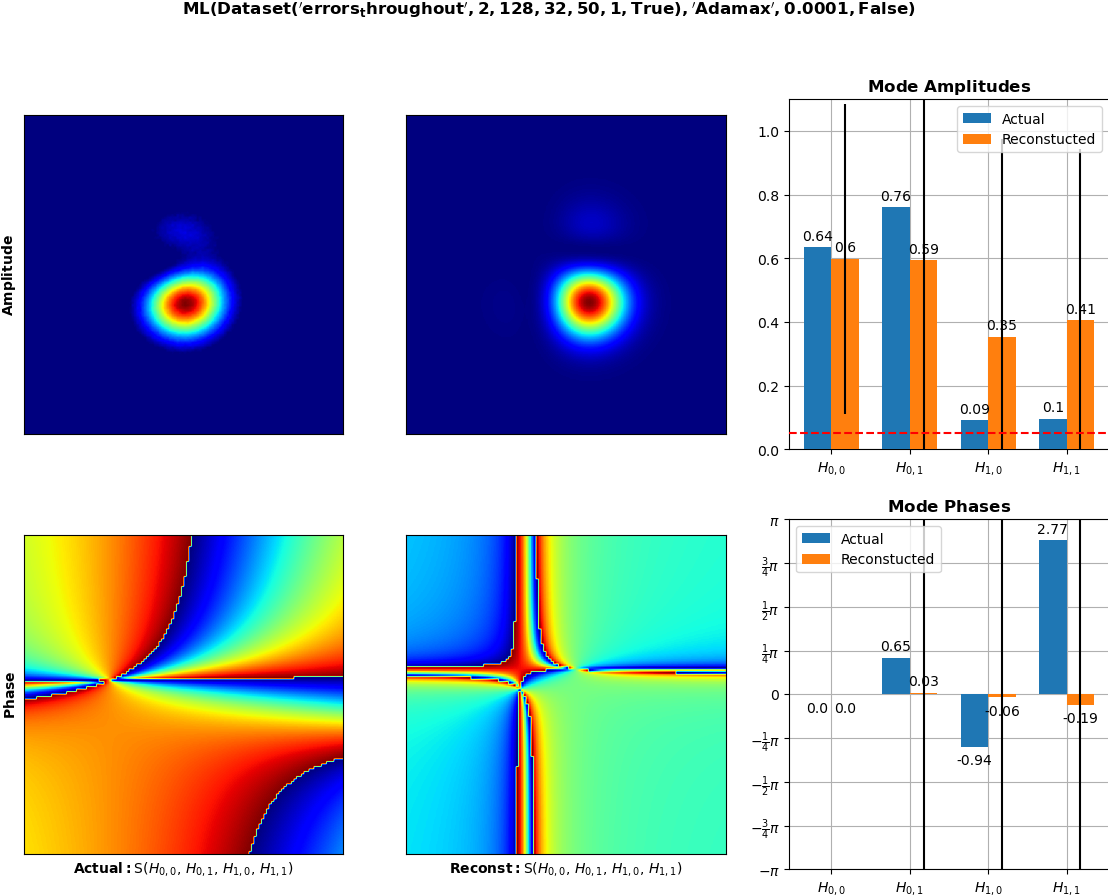 ML(Dataset('errors_throughout', 2, 128, 32, 50, 1, True), 'Adamax', 0.0001, False)
Amplitude
Mode Amplitudes
Actual
Reconstucted
1.0
0.8
0.6
0.4
0.2
0.0
0.64
0.6
0.76
0.59
0.09
0.35
0.1
0.41
H0,0
H0,1
H1,0
H1,1
Phase
Actual: S(H0,0, H0,1, H1,0, H1,1)
Reconst: S(H0,0, H0,1, H1,0, H1,1)
Mode Phases
Actual
Reconstucted
π
3/4π
1/2π
1/4π
0
−1/4π
−1/2π
−3/4π
−π
0.0
0.0
0.65
0.03
-0.94
-0.06
2.77
-0.19
H0,0
H0,1
H1,0
H1,1